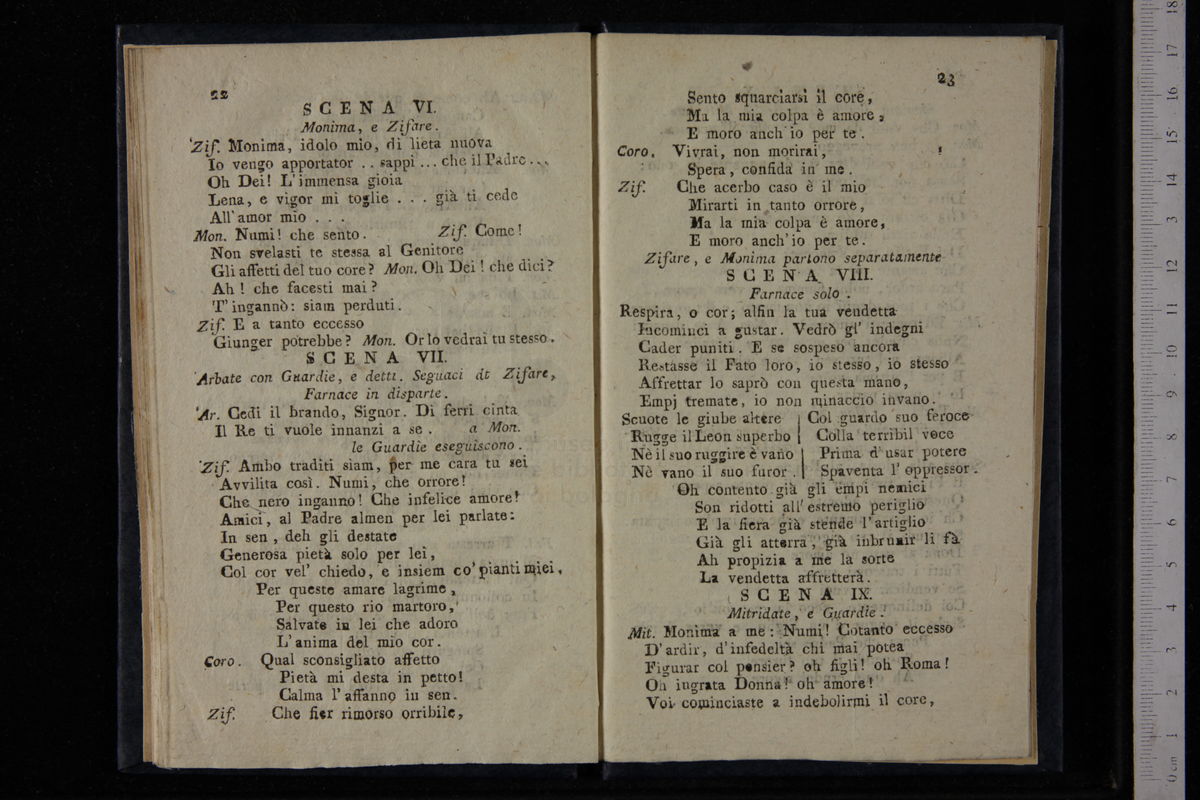 22
SCENA VI.
Monima, e Zifare.
Zif. Monima, idolo mio, di lieta nuova
Io vengo apportator .. sappi ... che il Padre...
Oh Dei! L'immensa gioia
Lena, e vigor mi toglie . . . già ti cede
All'amor mio . . .
Mon. Numi! che sento. Zif. Come!
Non svelasti te stessa al Genitore
Gli affetti del tuo core? Mon. Oh Dei! che dici?
Ah! che facesti mai?
T'ingannò: siam perduti.
Zif. E a tanto eccesso
Giunger potrebbe? Mon. Or lo vedrai tu stesso.
SCENA VII.
Arbate con Guardie, e detti. Seguaci di Zifare,
Farnace in disparte.
Ar. Cedi il brando, Signor. Di ferri cinta
Il Re ti vuole innanzi a se. a Mon.
le Guardie eseguiscono.
Zif. Ambo traditi siam, per me cara tu sei
Avvilita così. Numi, che orrore!
Che nero inganno! Che infelice amore!
Amici, al Padre almen per lei parlate:
In sen, deh gli destate
Generosa pietà solo per lei,
Col cor vel' chiedo, e insiem co' pianti miei.
Per queste amare lagrime,
Per questo rio martoro,
Salvate in lei che adoro
L'anima del mio cor.
Coro. Qual sconsigliato affetto
Pietà mi desta in petto!
Calma l'affanno in sen.
Zif. Che fier rimorso orribile,
23
Sento squarciarsi il core,
Ma la mia colpa è amore,
E moro anch'io per te.
Coro. Vivrai, non morirai,
Spera, confida in me.
Zif. Che acerbo caso è il mio
Mirarti in tanto orrore,
Ma la mia colpa è amore,
E moro anch'io per te.
Zifare, e Monima partono separatamente
SCENA VIII.
Farnace solo.
Respira, o cor; alfin la tua vendetta
Incominci a gustar. Vedrò gl' indegni
Cader puniti. E se sospeso ancora
Restasse il Fato loro, io stesso, io stesso
Affrettar lo saprò con questa mano,
Empj tremate, io non minaccio invano.
Scuote le giube altere
Rugge il Leon superbo
Nè il suo ruggire è vano
Nè vano il suo furor.
Col guardo suo feroce
Colla terribil voce
Prima d'usar potere
Spaventa l'oppressor.
Oh contento già gli empi nemici
Son ridotti all'estremo periglio
E la fiera già stende l'artiglio
Già gli atterra, già inbrunir li fà
Ah propizia a me la sorte
La vendetta affretterà.
SCENA IX.
Mitridate, e Guardie.
Mit. Monima a me: Numi! Cotanto eccesso
D'ardir, d'infedeltà chi mai potea
Figurar col pensier? oh figli! oh Roma!
Oh ingrata Donna! oh amore!
Voi cominciaste a indebolirmi il core,